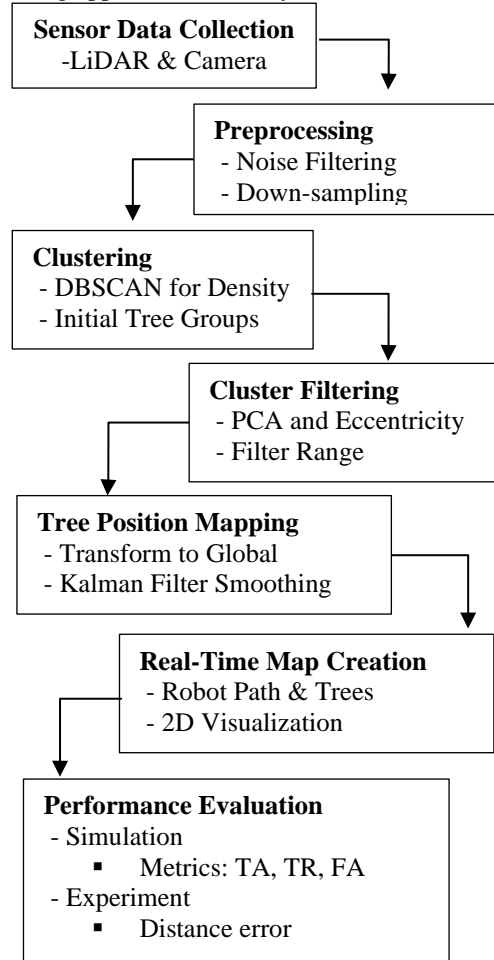 Sensor Data Collection
-LiDAR & Camera
Preprocessing
- Noise Filtering
- Down-sampling
Clustering
- DBSCAN for Density
- Initial Tree Groups
Cluster Filtering
- PCA and Eccentricity
- Filter Range
Tree Position Mapping
- Transform to Global
- Kalman Filter Smoothing
Real-Time Map Creation
- Robot Path & Trees
- 2D Visualization
Performance Evaluation
- Simulation
▪ Metrics: TA, TR, FA
- Experiment
▪ Distance error